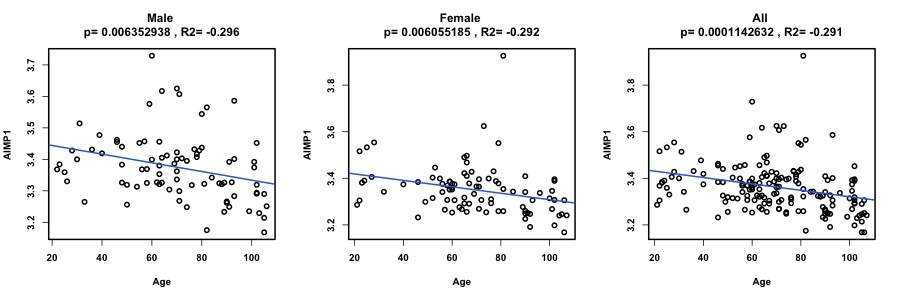 Male
p= 0.006352938 , R2= -0.296
AIMP1
3.7
3.6
3.5
3.4
3.3
3.2
20 40 60 80 100
Age
Female
p= 0.006055185 , R2= -0.292
AIMP1
3.8
3.6
3.4
3.2
20 40 60 80 100
Age
All
p= 0.0001142632 , R2= -0.291
AIMP1
3.8
3.6
3.4
3.2
20 40 60 80 100
Age